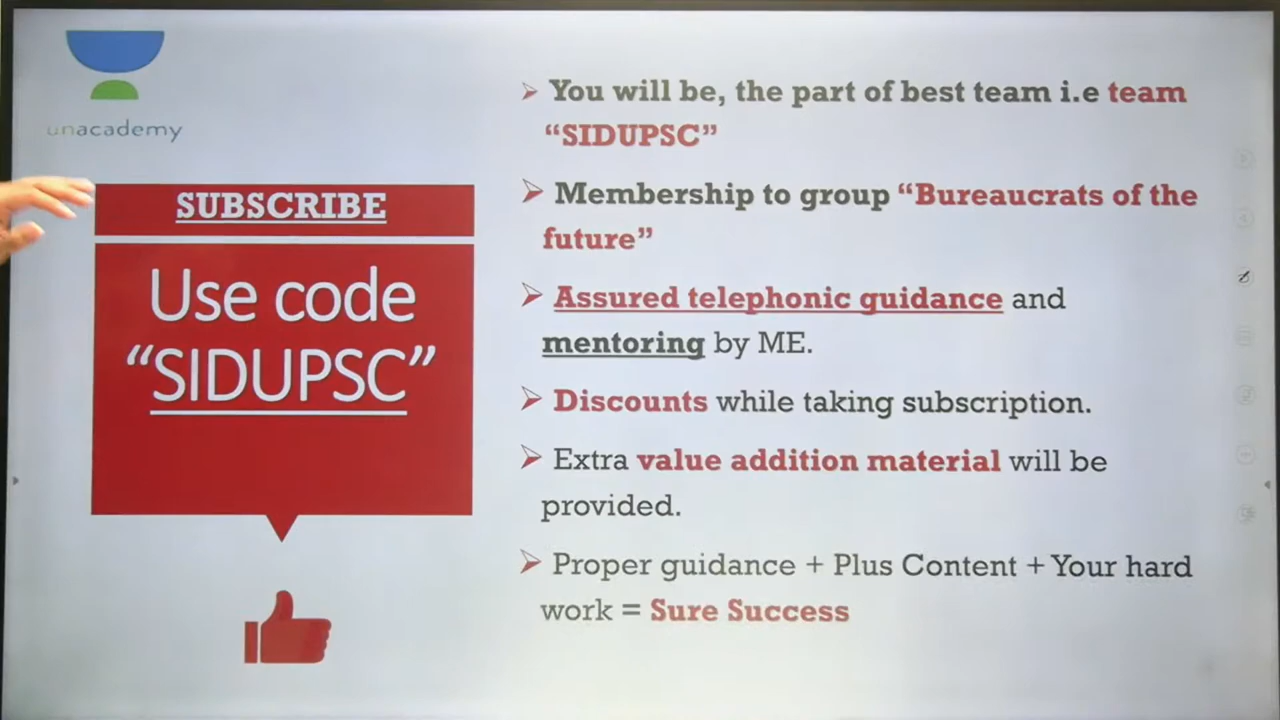 unacademy
SUBSCRIBE
Use code
“SIDUPSC”
➢ You will be, the part of best team i.e team
“SIDUPSC”
➢ Membership to group “Bureaucrats of the
future”
➢ Assured telephonic guidance and
mentoring by ME.
➢ Discounts while taking subscription.
➢ Extra value addition material will be
provided.
➢ Proper guidance + Plus Content + Your hard
work = Sure Success